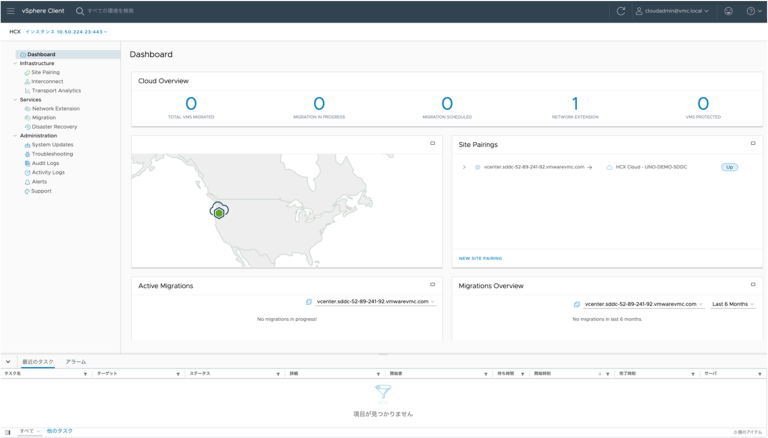 vSphere Client すべての環境を検索 cloudadmin@vmc.local
HCX インスタンス 10.50.224.23:443
Dashboard
Infrastructure
Site Pairing
Interconnect
Transport Analytics
Services
Network Extension
Migration
Disaster Recovery
Administration
System Updates
Troubleshooting
Audit Logs
Activity Logs
Alerts
Support
Dashboard
Cloud Overview
0 0 0 1 0
TOTAL VMS MIGRATED MIGRATION IN PROGRESS MIGRATION SCHEDULED NETWORK EXTENSION VMS PROTECTED
Site Pairings
vcenter.sddc-52-89-241-92.vmwarevmc.com → HCX Cloud - UNO-DEMO-SDDC Up
NEW SITE PAIRING
Active Migrations
vcenter.sddc-52-89-241-92.vmwarevmc.com
No migrations in progress!
Migrations Overview
vcenter.sddc-52-89-241-92.vmwarevmc.com Last 6 Months
No migrations in last 6 months.
最近のタスク アラーム
タスク名 ターゲット ステータス 詳細 開始者 待ち時間 開始時刻 完了時刻 サーバ
項目が見つかりません
すべて 他のタスク 0 個のアイテム